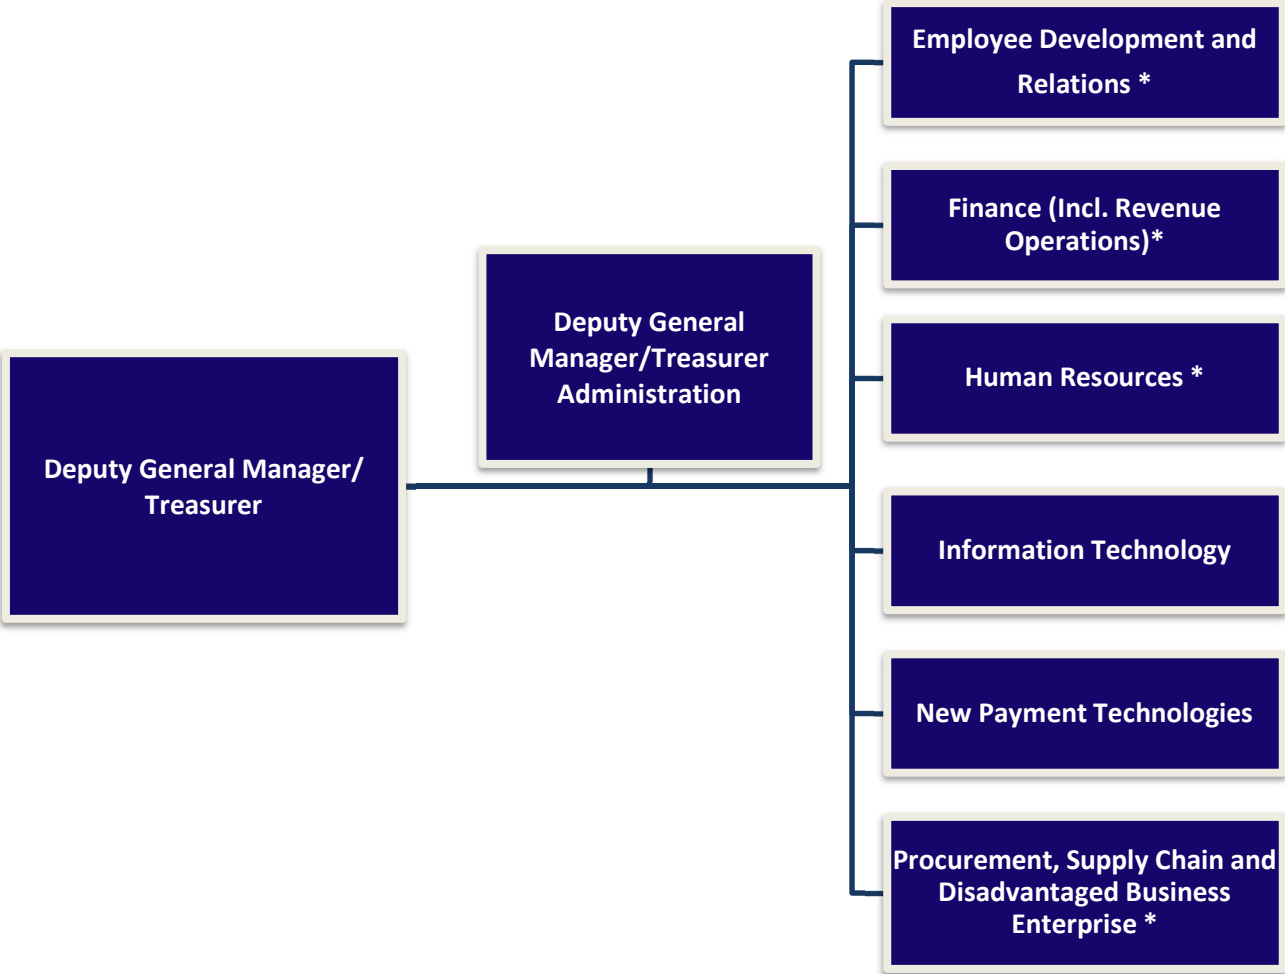 Deputy General Manager/
Treasurer
Deputy General
Manager/Treasurer
Administration
Employee Development and
Relations *
Finance (Incl. Revenue
Operations)*
Human Resources *
Information Technology
New Payment Technologies
Procurement, Supply Chain and
Disadvantaged Business
Enterprise *